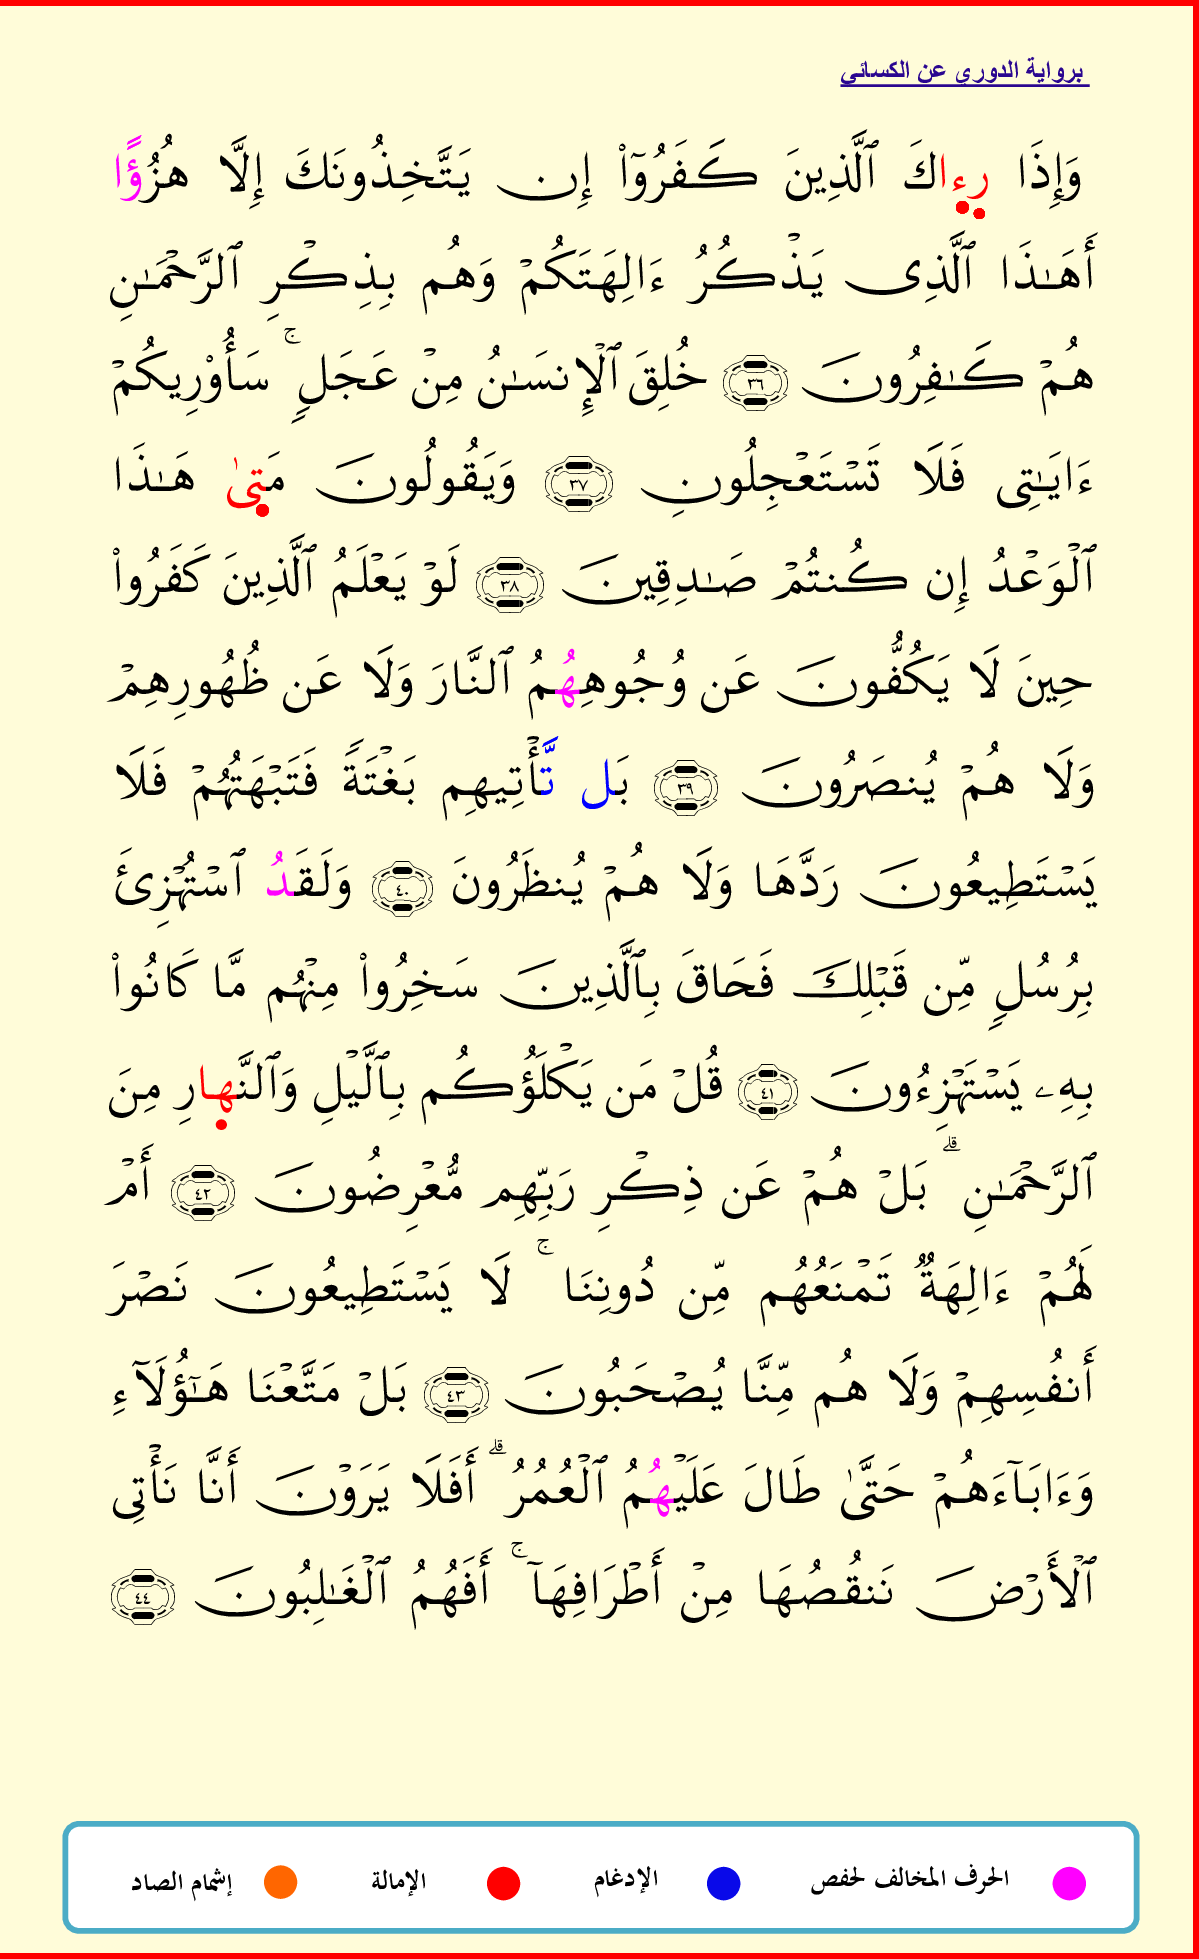 برواية الدوري عن الكسائي
وَإِذَا رِءاكَ ٱلَّذِينَ كَفَرُوٓا۟ إِن يَتَّخِذُونَكَ إِلَّا هُزُؤًا
أَهَـٰذَا ٱلَّذِى يَذْكُرُ ءَالِهَتَكُمْ وَهُم بِذِكْرِ ٱلرَّحْمَـٰنِ
هُمْ كَـٰفِرُونَ ٣٦ خُلِقَ ٱلْإِنسَـٰنُ مِنْ عَجَلٍ ۚ سَأُو۟رِيكُمْ
ءَايَـٰتِى فَلَا تَسْتَعْجِلُونِ ٣٧ وَيَقُولُونَ مَتِىٰ هَـٰذَا
ٱلْوَعْدُ إِن كُنتُمْ صَـٰدِقِينَ ٣٨ لَوْ يَعْلَمُ ٱلَّذِينَ كَفَرُوا۟
حِينَ لَا يَكُفُّونَ عَن وُجُوهِهُمُ ٱلنَّارَ وَلَا عَن ظُهُورِهِمْ
وَلَا هُمْ يُنصَرُونَ ٣٩ بَل تَّأْتِيهِم بَغْتَةً فَتَبْهَتُهُمْ فَلَا
يَسْتَطِيعُونَ رَدَّهَا وَلَا هُمْ يُنظَرُونَ ٤٠ وَلَقَدُ ٱسْتُهْزِئَ
بِرُسُلٍ مِّن قَبْلِكَ فَحَاقَ بِٱلَّذِينَ سَخِرُوا۟ مِنْهُم مَّا كَانُوا۟
بِهِۦ يَسْتَهْزِءُونَ ٤١ قُلْ مَن يَكْلَؤُكُم بِٱلَّيْلِ وَٱلنَّهارِ مِنَ
ٱلرَّحْمَـٰنِ ۗ بَلْ هُمْ عَن ذِكْرِ رَبِّهِم مُّعْرِضُونَ ٤٢ أَمْ
لَهُمْ ءَالِهَةٌ تَمْنَعُهُم مِّن دُونِنَا ۚ لَا يَسْتَطِيعُونَ نَصْرَ
أَنفُسِهِمْ وَلَا هُم مِّنَّا يُصْحَبُونَ ٤٣ بَلْ مَتَّعْنَا هَـٰٓؤُلَآءِ
وَءَابَآءَهُمْ حَتَّىٰ طَالَ عَلَيْهُمُ ٱلْعُمُرُ ۗ أَفَلَا يَرَوْنَ أَنَّا نَأْتِى
ٱلْأَرْضَ نَنقُصُهَا مِنْ أَطْرَافِهَآ ۚ أَفَهُمُ ٱلْغَـٰلِبُونَ ٤٤
الحرف المخالف لحفص الإدغام الإمالة إشمام الصاد